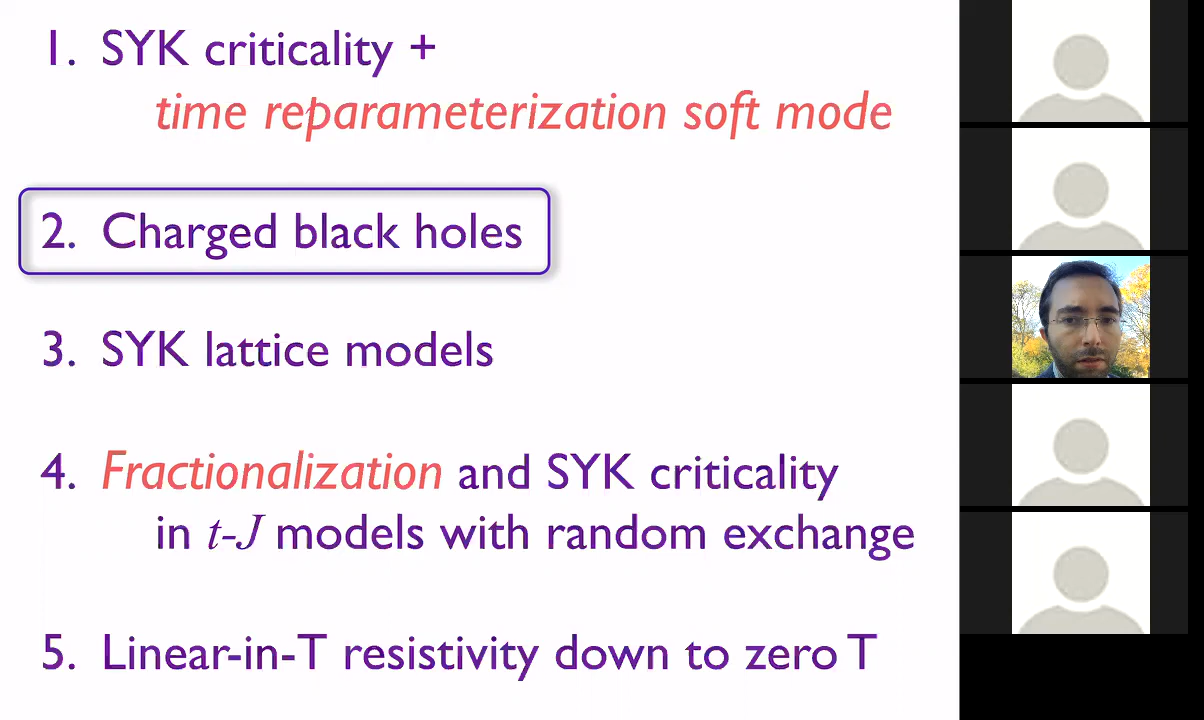 1. SYK criticality +
time reparameterization soft mode
2. Charged black holes
3. SYK lattice models
4. Fractionalization and SYK criticality
in t-J models with random exchange
5. Linear-in-T resistivity down to zero T